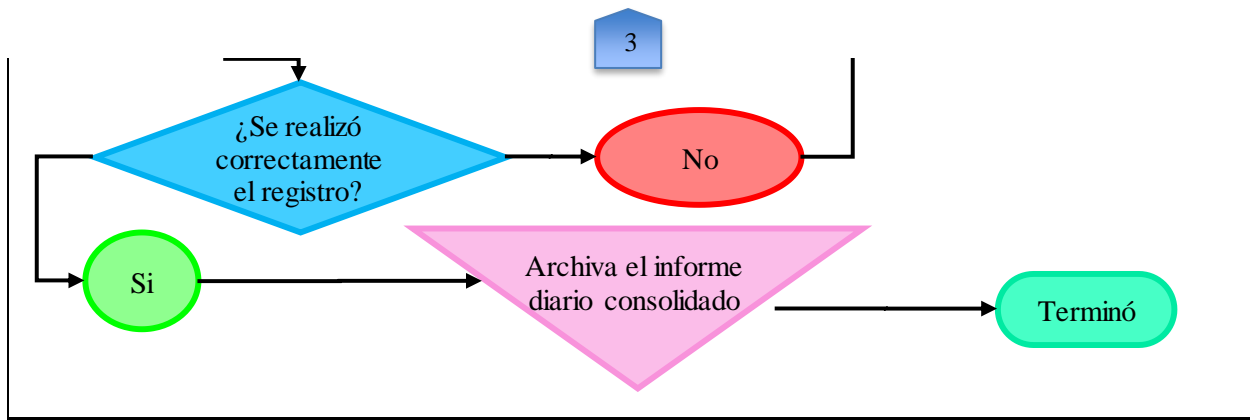 3
¿Se realizó
correctamente
el registro?
No
Si
Archiva el informe
diario consolidado
Terminó